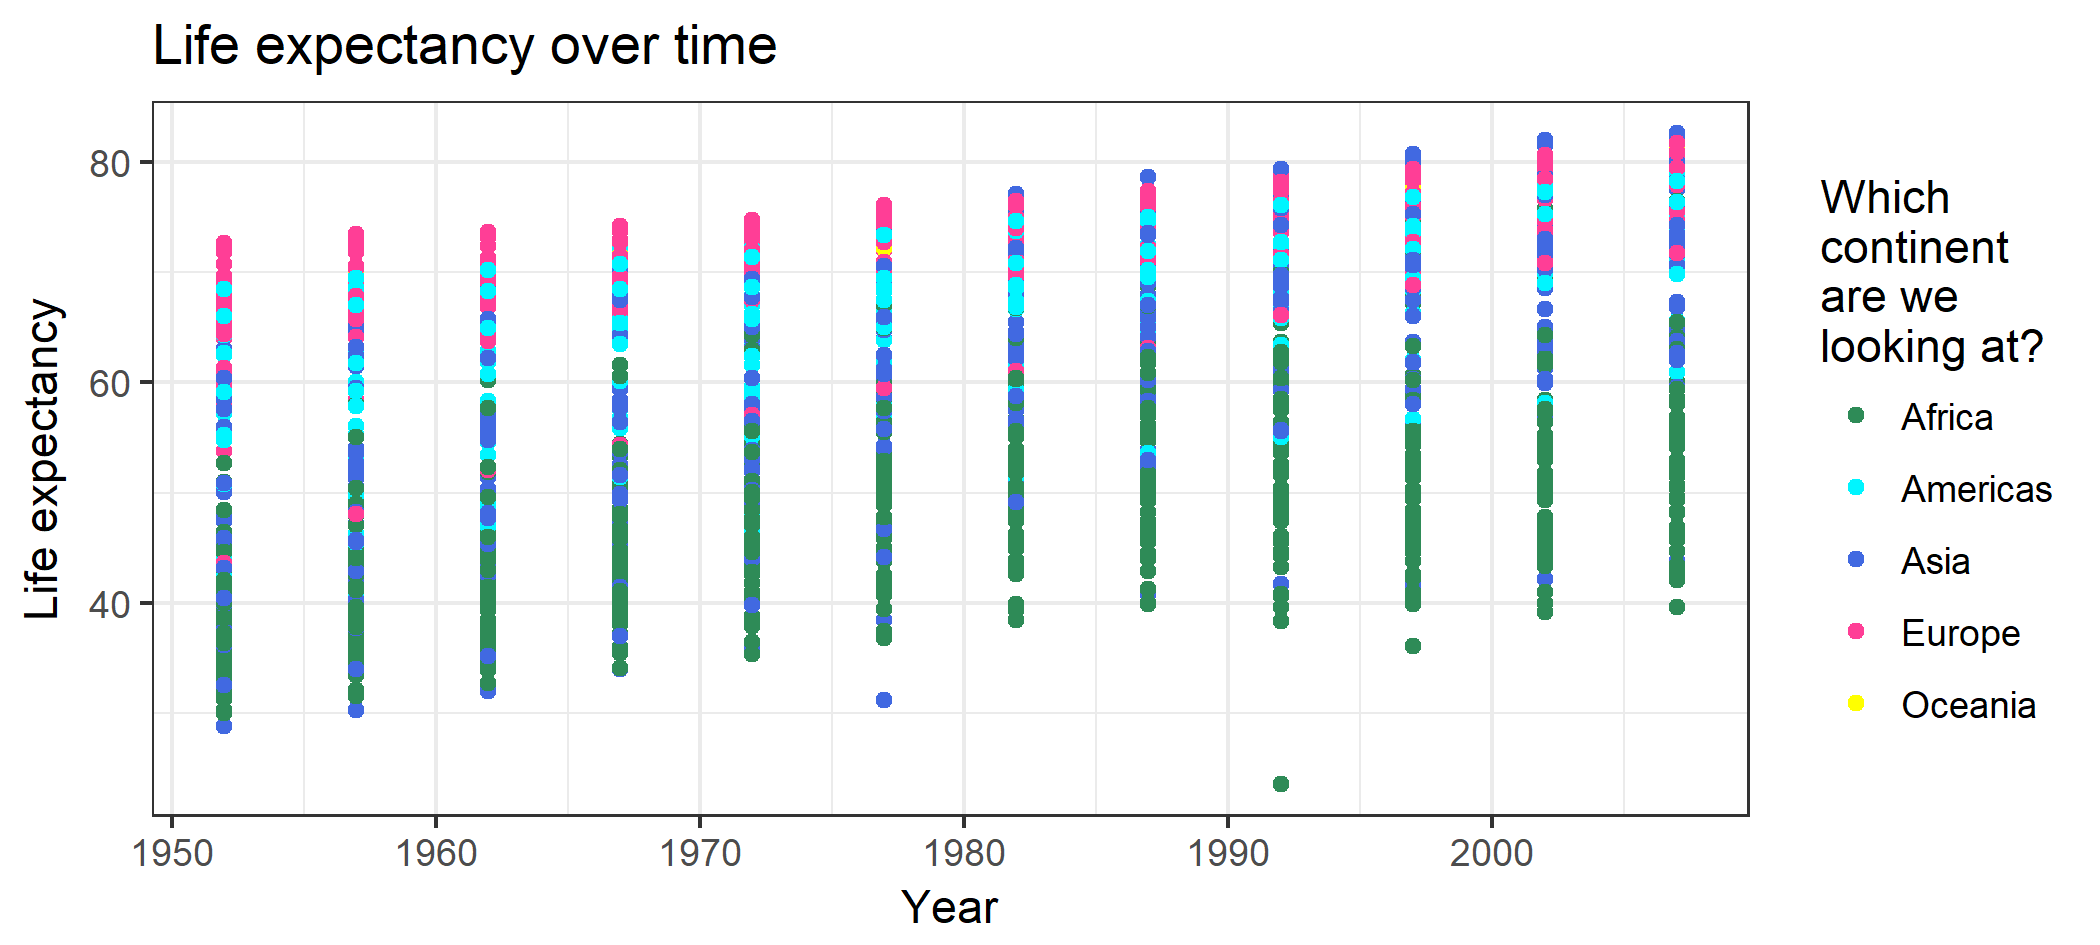 Life expectancy over time
80
60
40
Life expectancy
1950 1960 1970 1980 1990 2000
Year
Which
continent
are we
looking at?
Africa
Americas
Asia
Europe
Oceania